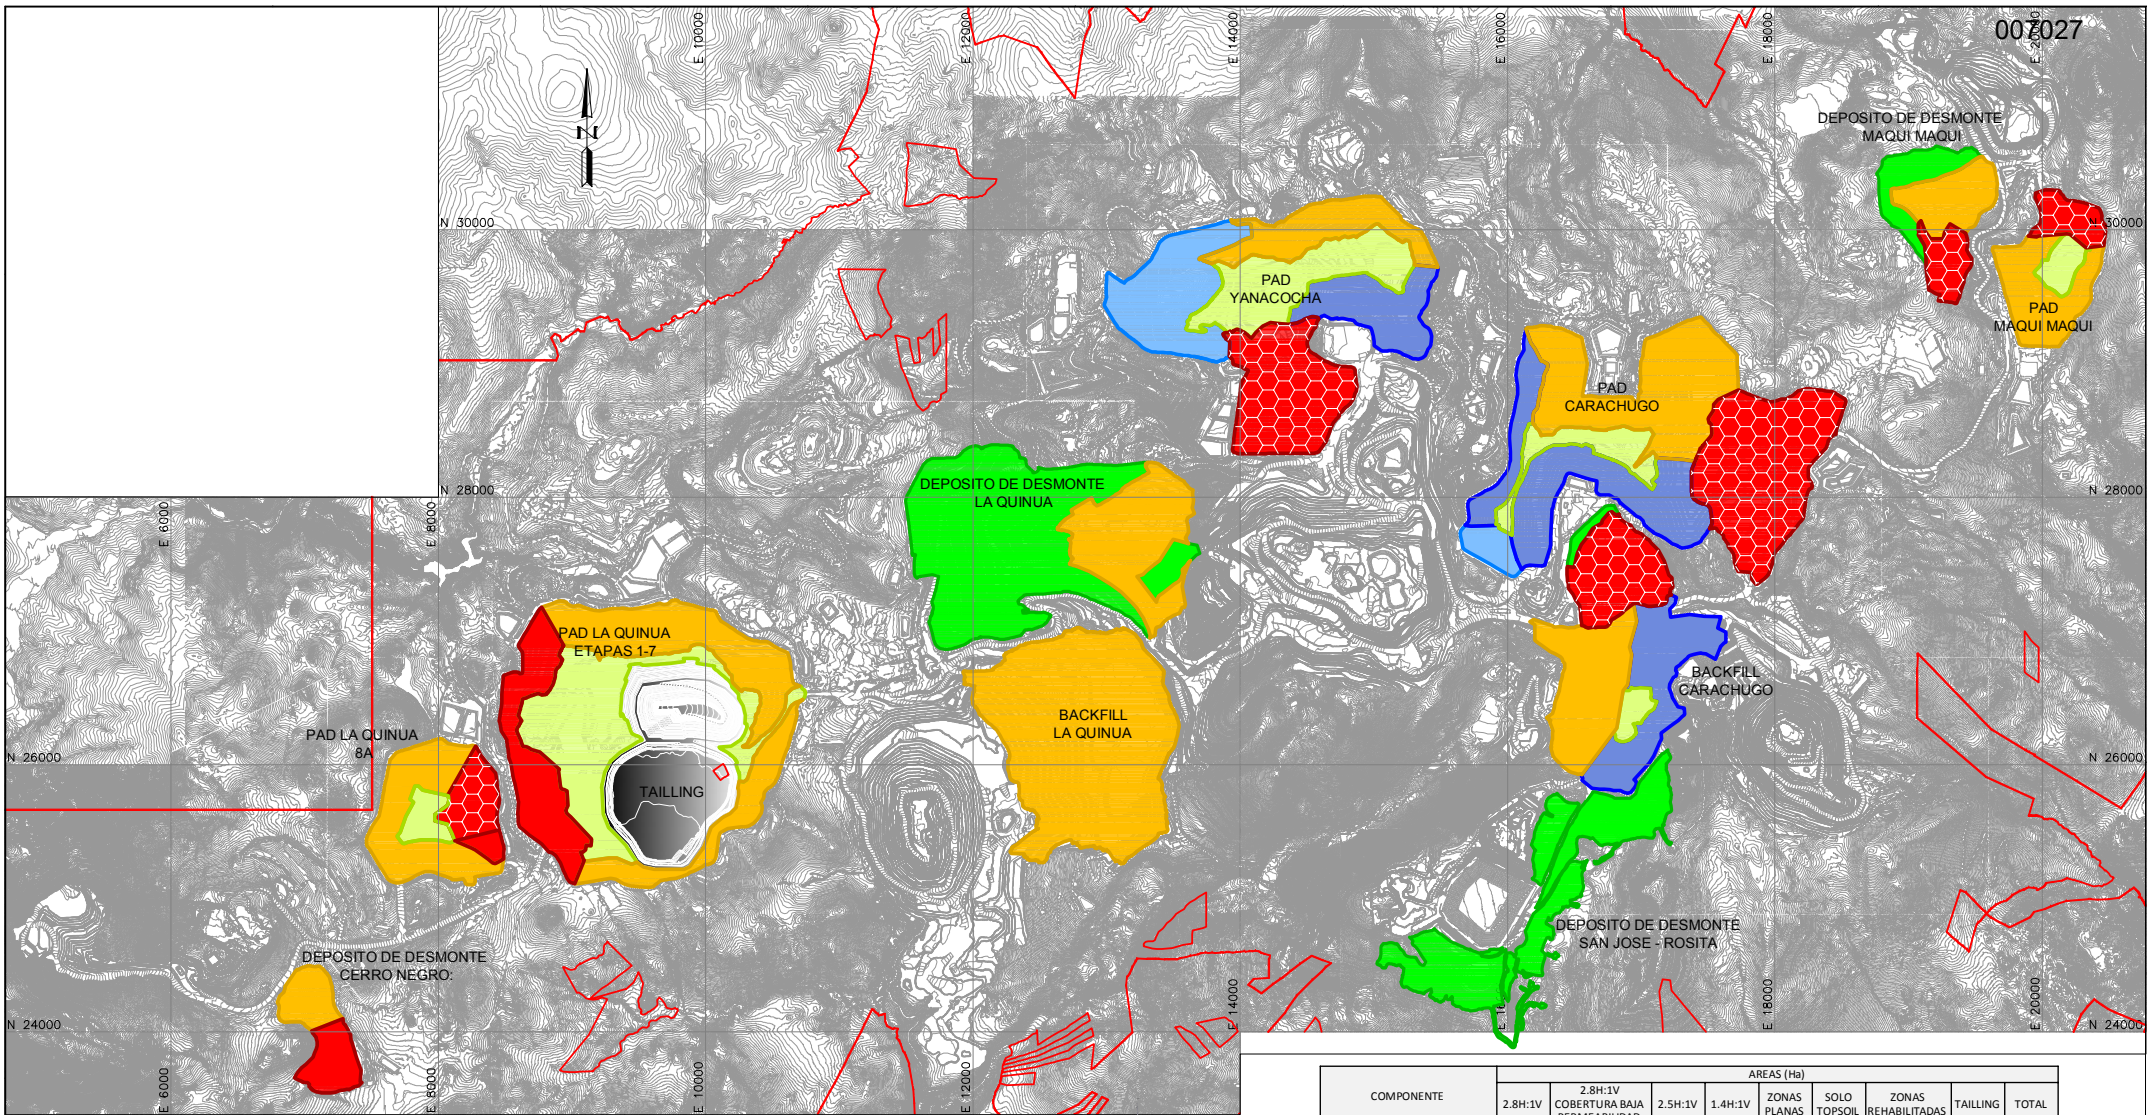 007027
E 10000
E 12000
E 14000
E 16000
E 18000
E 20000
N
DEPOSITO DE DESMONTE
MAQUI MAQUI
N 30000
N 30000
PAD
YANACOCHA
PAD
MAQUI MAQUI
PAD
CARACHUGO
DEPOSITO DE DESMONTE
LA QUINUA
N 28000
N 28000
E 6000
E 8000
PAD LA QUINUA
ETAPAS 1-7
BACKFILL
CARACHUGO
BACKFILL
LA QUINUA
PAD LA QUINUA
8A
N 26000
N 26000
TAILLING
DEPOSITO DE DESMONTE
SAN JOSE - ROSITA
DEPOSITO DE DESMONTE
CERRO NEGRO:
N 24000
N 24000
E 6000
E 8000
E 10000
E 12000
E 14000
E 18000
E 20000
AREAS (Ha)
COMPONENTE
2.8H:1V
2.8H:1V
COBERTURA BAJA
PERMEABILIDAD
2.5H:1V
1.4H:1V
ZONAS
PLANAS
SOLO
TOPSOIL
ZONAS
REHABILITADAS
TAILLING
TOTAL